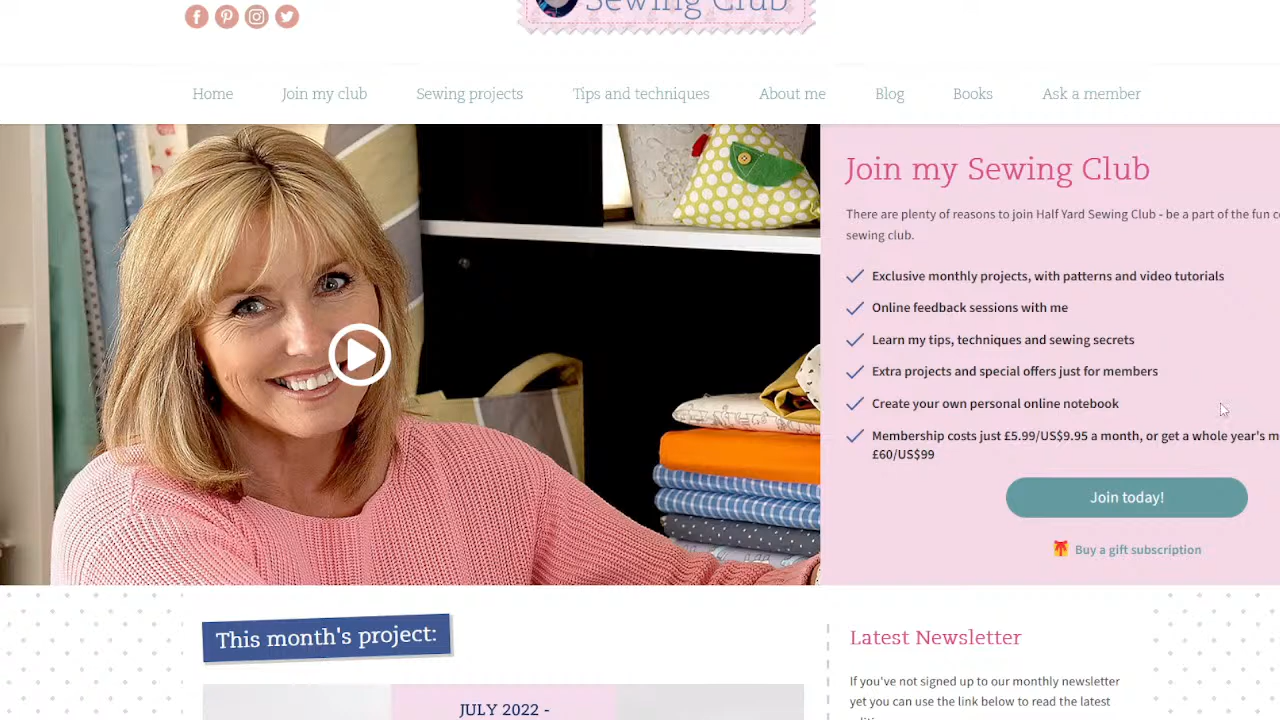 Sewing Club
Home
Join my club
Sewing projects
Tips and techniques
About me
Blog
Books
Ask a member
Join my Sewing Club
There are plenty of reasons to join Half Yard Sewing Club - be a part of the fun
sewing club.
Exclusive monthly projects, with patterns and video tutorials
Online feedback sessions with me
Learn my tips, techniques and sewing secrets
Extra projects and special offers just for members
Create your own personal online notebook
Membership costs just £5.99/US$9.95 a month, or get a whole year's
£60/US$99
Join today!
Buy a gift subscription
This month's project:
JULY 2022 -
Latest Newsletter
If you've not signed up to our monthly newsletter
yet you can use the link below to read the latest